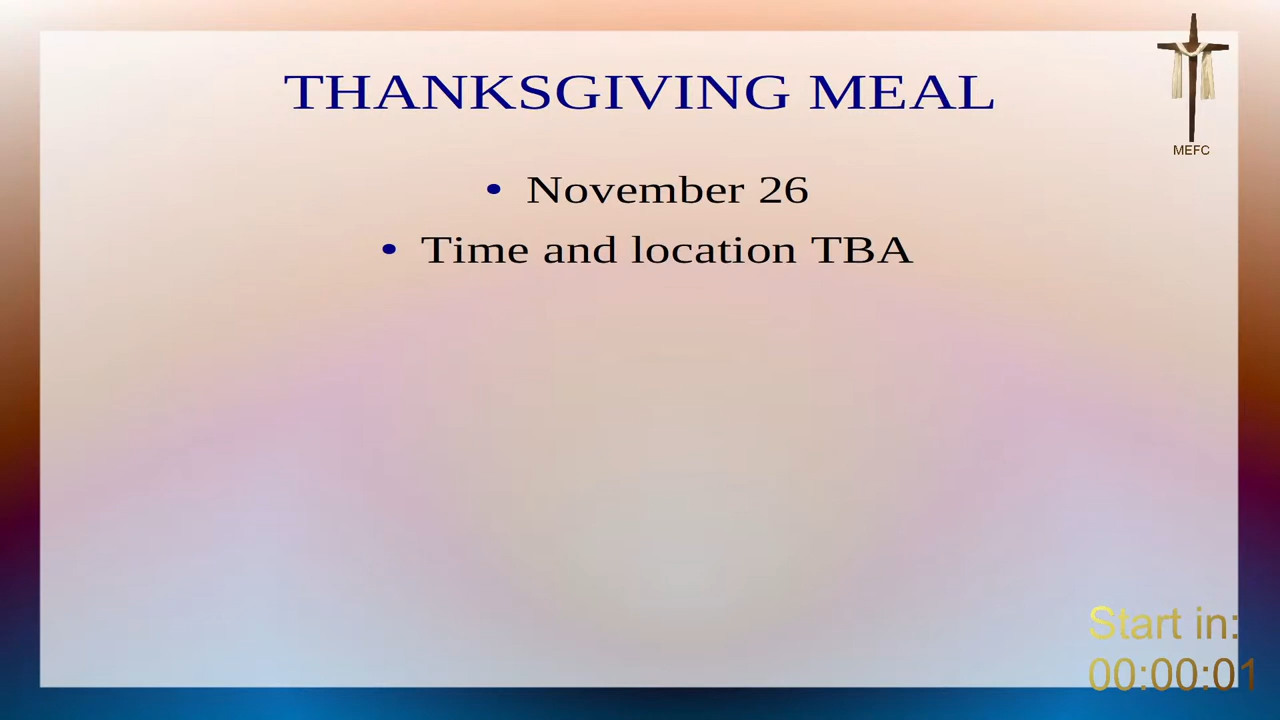 THANKSGIVING MEAL
MEFC
• November 26
• Time and location TBA
Start in:
00:00:01